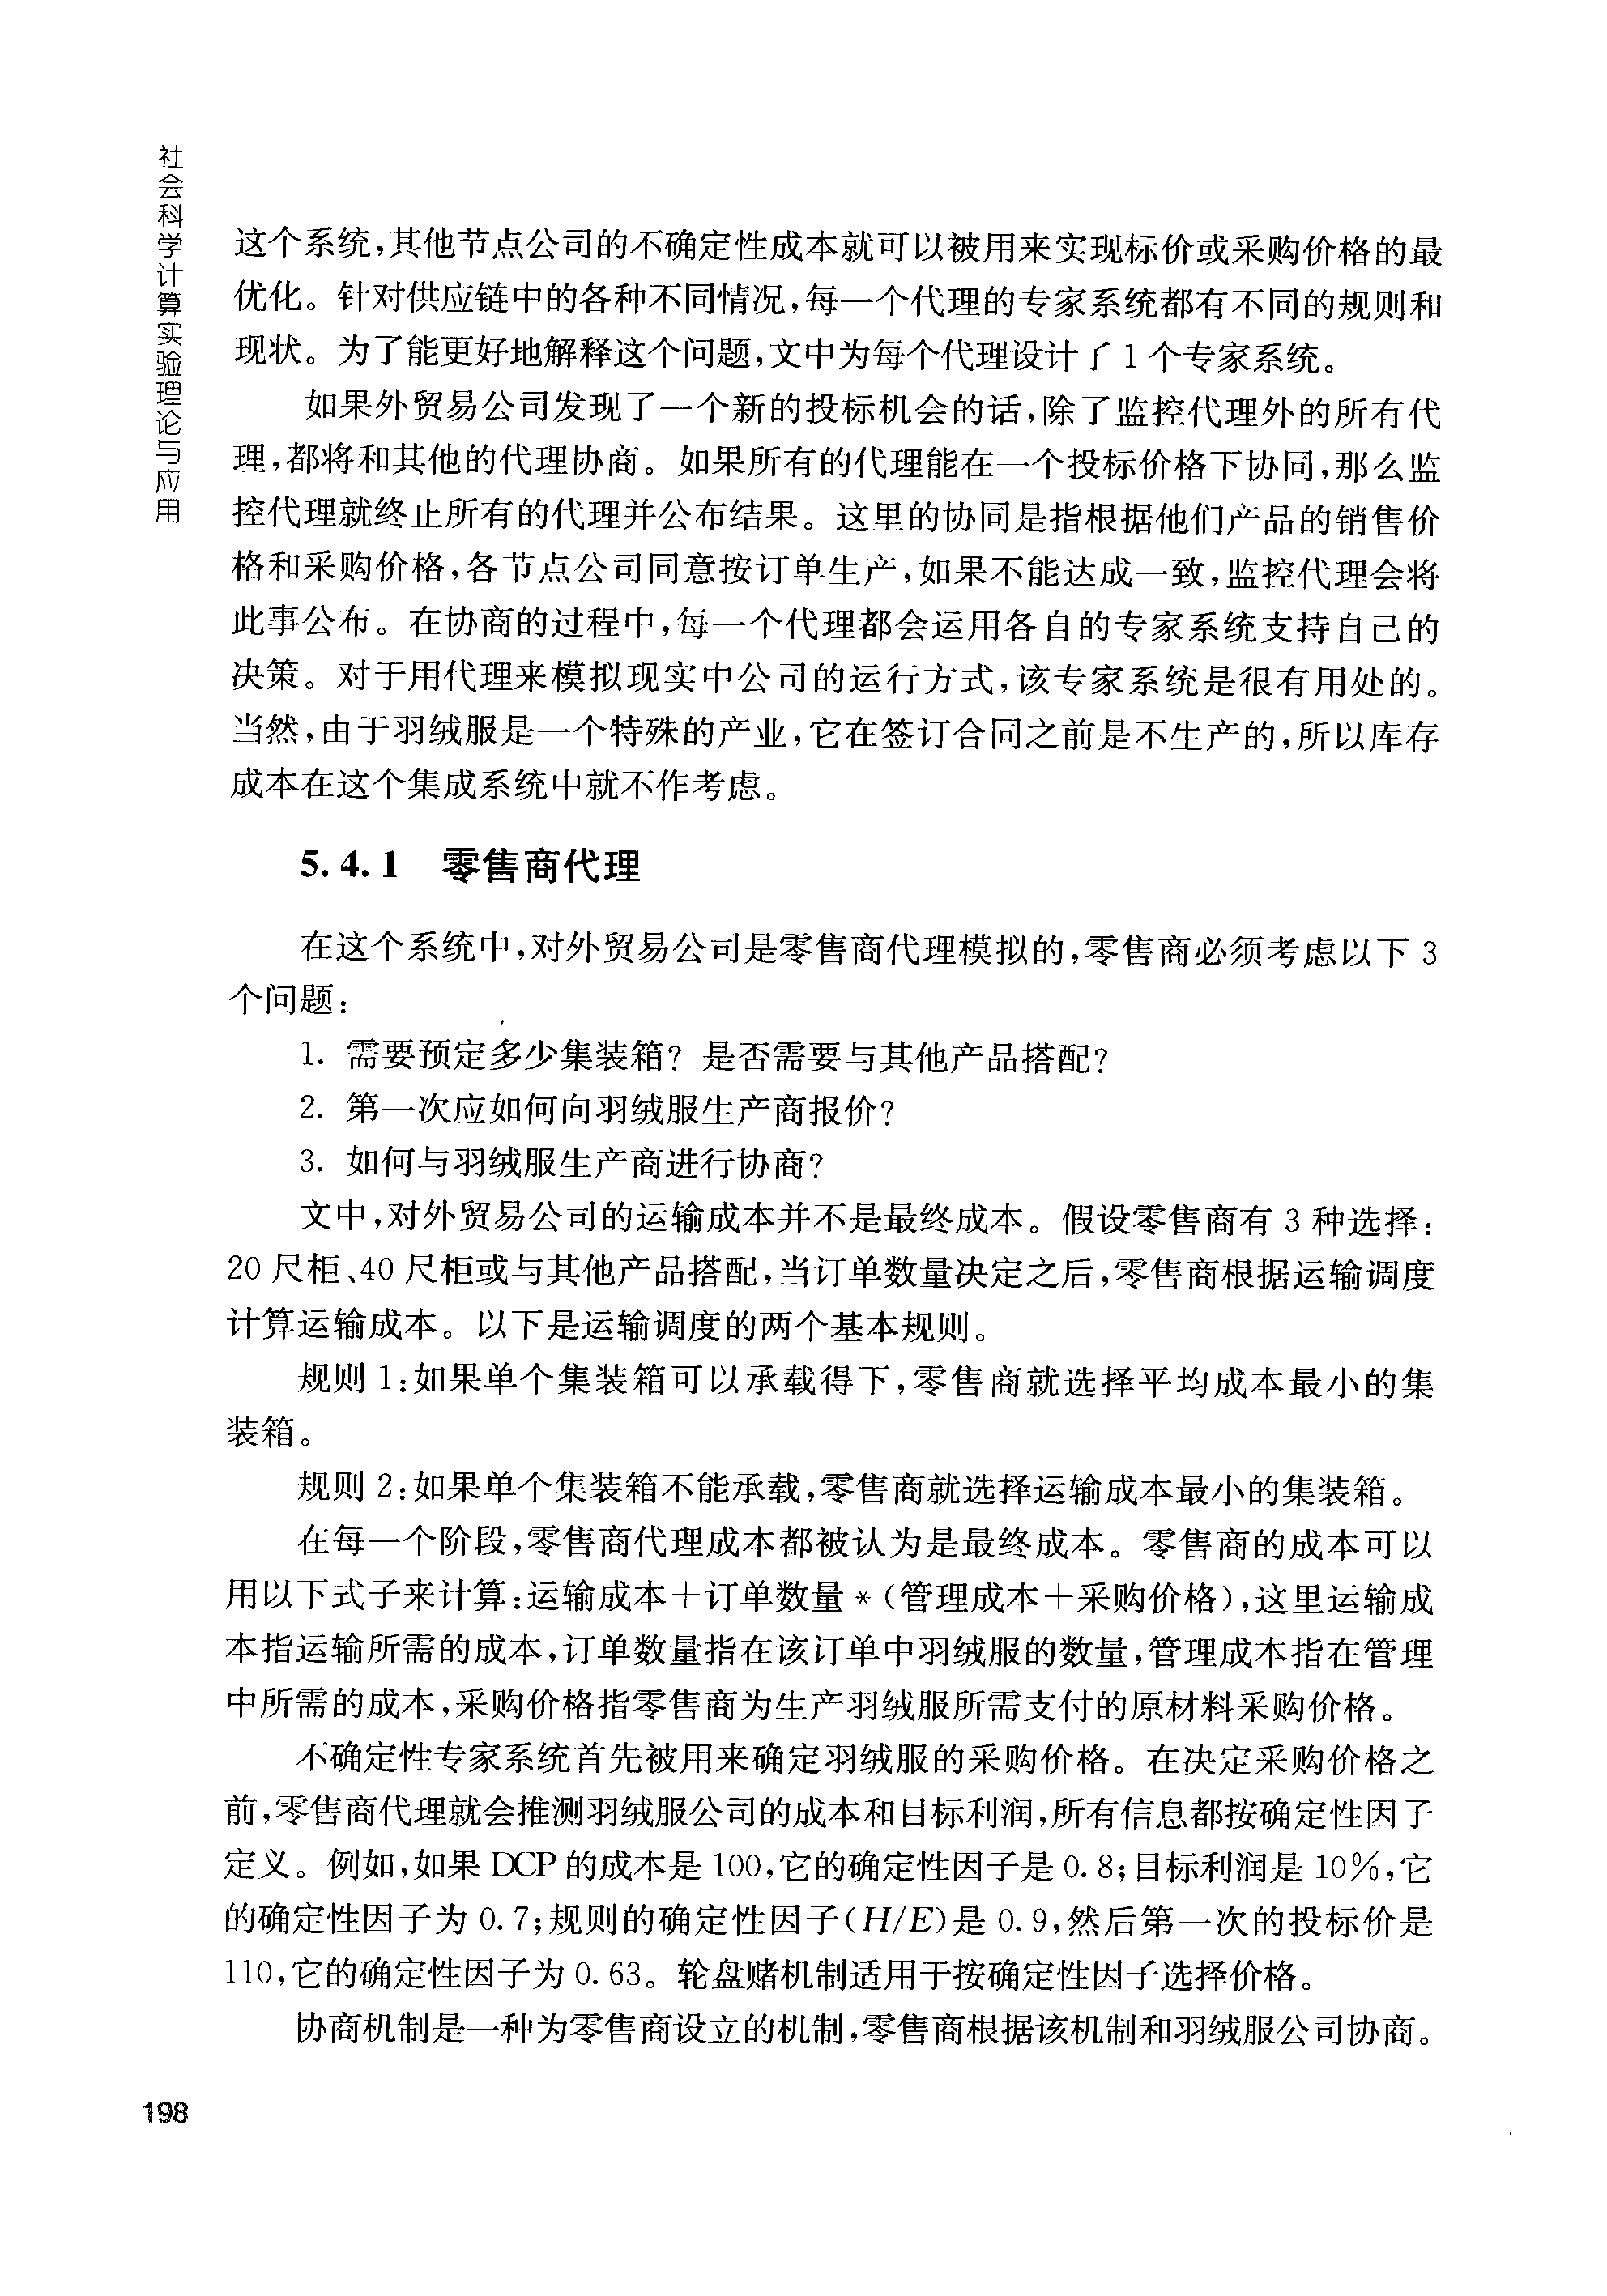 社会科学计算实验理论与应用
这个系统,其他节点公司的不确定性成本就可以被用来实现标价或采购价格的最
优化。针对供应链中的各种不同情况,每一个代理的专家系统都有不同的规则和
现状。为了能更好地解释这个问题,文中为每个代理设计了 1 个专家系统。
如果外贸易公司发现了一个新的投标机会的话,除了监控代理外的所有代
理,都将和其他的代理协商。如果所有的代理能在一个投标价格下协同,那么监
控代理就终止所有的代理并公布结果。这里的协同是指根据他们产品的销售价
格和采购价格,各节点公司同意按订单生产,如果不能达成一致,监控代理会将
此事公布。在协商的过程中,每一个代理都会运用各自的专家系统支持自己的
决策。对于用代理来模拟现实中公司的运行方式,该专家系统是很有用处的。
当然,由于羽绒服是一个特殊的产业,它在签订合同之前是不生产的,所以库存
成本在这个集成系统中就不作考虑。
5.4.1 零售商代理
在这个系统中,对外贸易公司是零售商代理模拟的,零售商必须考虑以下 3
个问题:
1. 需要预定多少集装箱? 是否需要与其他产品搭配?
2. 第一次应如何向羽绒服生产商报价?
3. 如何与羽绒服生产商进行协商?
文中,对外贸易公司的运输成本并不是最终成本。假设零售商有 3 种选择:
20 尺柜、40 尺柜或与其他产品搭配,当订单数量决定之后,零售商根据运输调度
计算运输成本。以下是运输调度的两个基本规则。
规则 1:如果单个集装箱可以承载得下,零售商就选择平均成本最小的集
装箱。
规则 2:如果单个集装箱不能承载,零售商就选择运输成本最小的集装箱。
在每一个阶段,零售商代理成本都被认为是最终成本。零售商的成本可以
用以下式子来计算:运输成本+订单数量 *(管理成本+采购价格),这里运输成
本指运输所需的成本,订单数量指在该订单中羽绒服的数量,管理成本指在管理
中所需的成本,采购价格指零售商为生产羽绒服所需支付的原材料采购价格。
不确定性专家系统首先被用来确定羽绒服的采购价格。在决定采购价格之
前,零售商代理就会推测羽绒服公司的成本和目标利润,所有信息都按确定性因子
定义。例如,如果 DCP 的成本是 100,它的确定性因子是 0.8;目标利润是 10%,它
的确定性因子为 0.7;规则的确定性因子(H/E)是 0.9,然后第一次的投标价是
110,它的确定性因子为 0.63。轮盘赌机制适用于按确定性因子选择价格。
协商机制是一种为零售商设立的机制,零售商根据该机制和羽绒服公司协商。
198